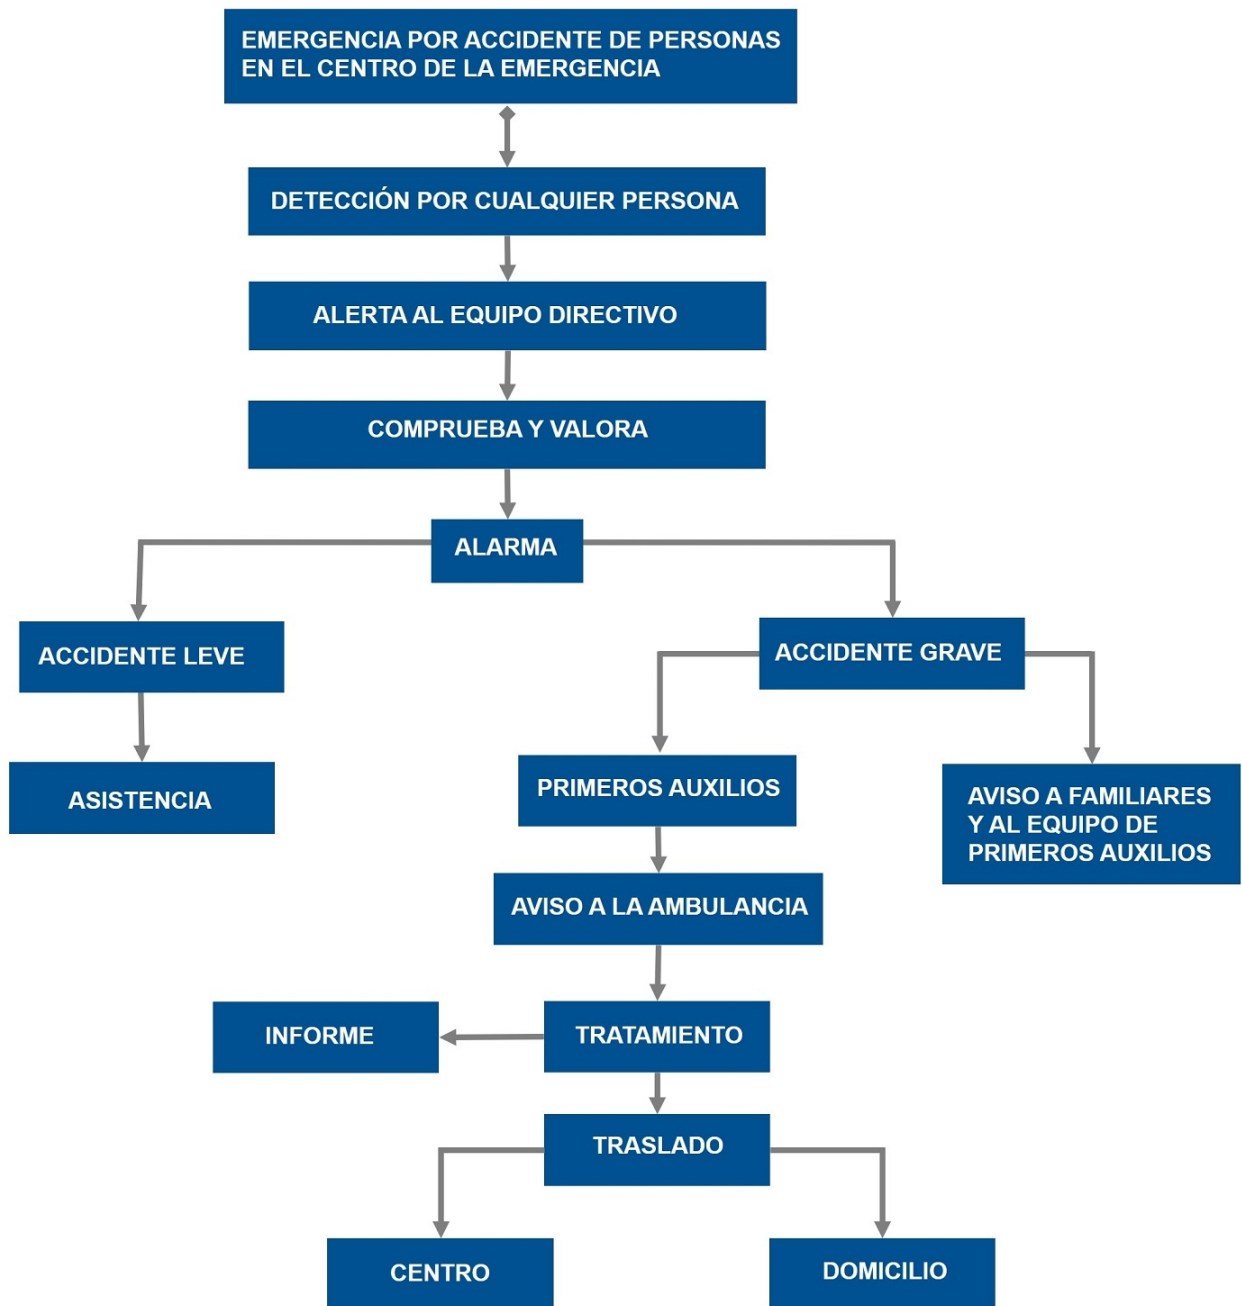 EMERGENCIA POR ACCIDENTE DE PERSONAS
EN EL CENTRO DE LA EMERGENCIA
DETECCIÓN POR CUALQUIER PERSONA
ALERTA AL EQUIPO DIRECTIVO
COMPRUEBA Y VALORA
ALARMA
ACCIDENTE LEVE
ACCIDENTE GRAVE
ASISTENCIA
PRIMEROS AUXILIOS
AVISO A FAMILIARES
Y AL EQUIPO DE
PRIMEROS AUXILIOS
AVISO A LA AMBULANCIA
INFORME
TRATAMIENTO
TRASLADO
CENTRO
DOMICILIO